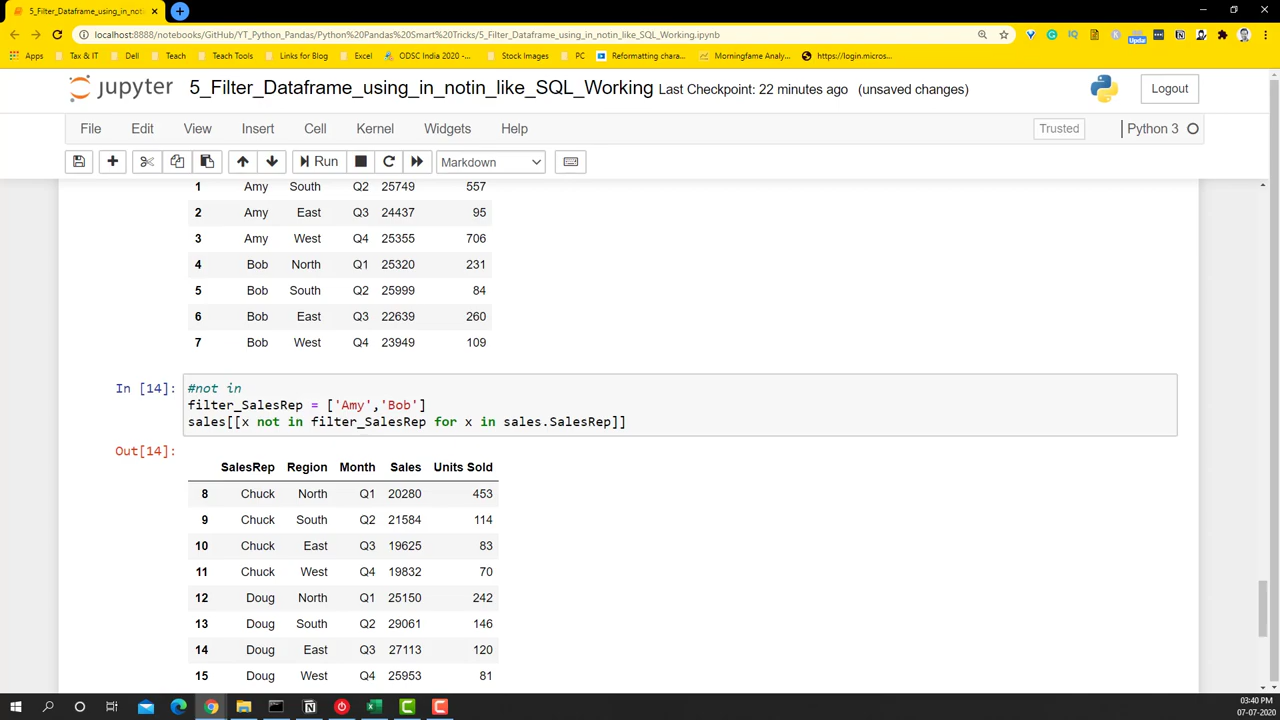 5_Filter_Dataframe_using_in_notin
localhost:8888/notebooks/GitHub/YT_Python_Pandas/Python%20Pandas%20Smart%20Tricks/5_Filter_Dataframe_using_in_notin_like_SQL_Working.ipynb
Apps Tax & IT Dell Teach Teach Tools Links for Blog Excel ODSC India 2020 -... Stock Images PC Reformatting chara... Morningfame Analy... https://login.micros...
jupyter 5_Filter_Dataframe_using_in_notin_like_SQL_Working Last Checkpoint: 22 minutes ago (unsaved changes) Logout
File Edit View Insert Cell Kernel Widgets Help Trusted Python 3
Run Markdown
1 Amy South Q2 25749 557
2 Amy East Q3 24437 95
3 Amy West Q4 25355 706
4 Bob North Q1 25320 231
5 Bob South Q2 25999 84
6 Bob East Q3 22639 260
7 Bob West Q4 23949 109
In [14]: #not in
filter_SalesRep = ['Amy','Bob']
sales[[x not in filter_SalesRep for x in sales.SalesRep]]
Out[14]:
SalesRep Region Month Sales Units Sold
8 Chuck North Q1 20280 453
9 Chuck South Q2 21584 114
10 Chuck East Q3 19625 83
11 Chuck West Q4 19832 70
12 Doug North Q1 25150 242
13 Doug South Q2 29061 146
14 Doug East Q3 27113 120
15 Doug West Q4 25953 81
03:40 PM
07-07-2020